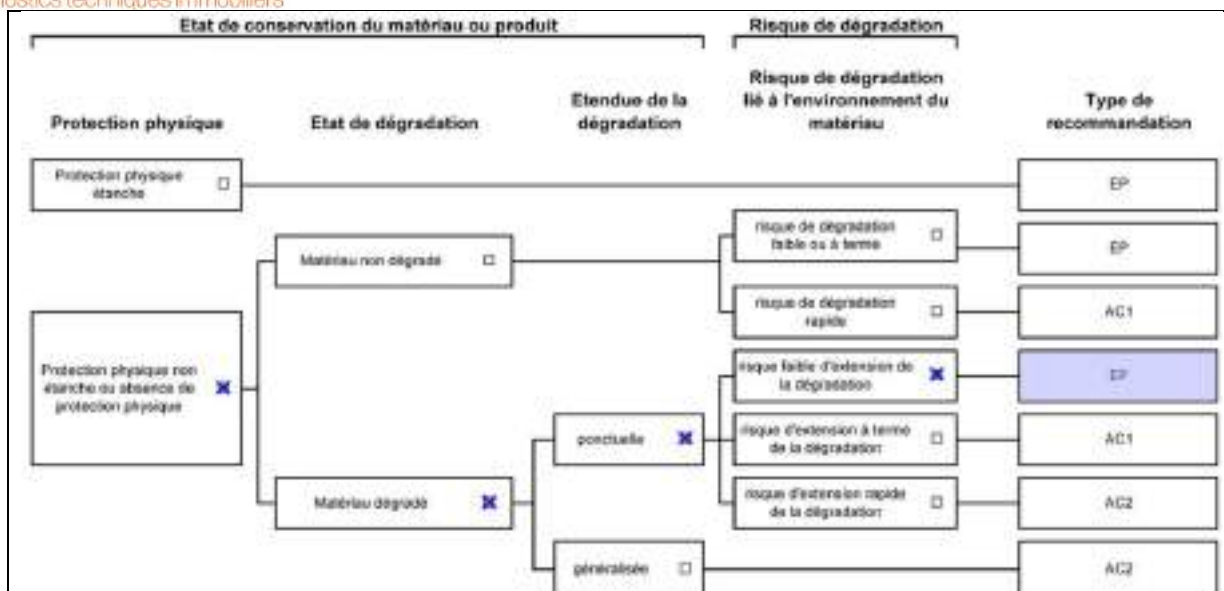 nostics techniques immobiliers
Etat de conservation du matériau ou produit
Risque de dégradation
Protection physique
Etat de dégradation
Etendue de la
dégradation
Risque de dégradation
lié à l'environnement du
matériau
Type de
recommandation
Protection physique
étanche
EP
Matériau non dégradé
risque de dégradation
faible ou à terme
EP
risque de dégradation
rapide
AC1
Protection physique non
étanche ou absence de
protection physique
risque faible d'extension de
la dégradation
EP
ponctuelle
risque d'extension à terme
de la dégradation
AC1
Matériau dégradé
risque d'extension rapide
de la dégradation
AC2
généralisée
AC2